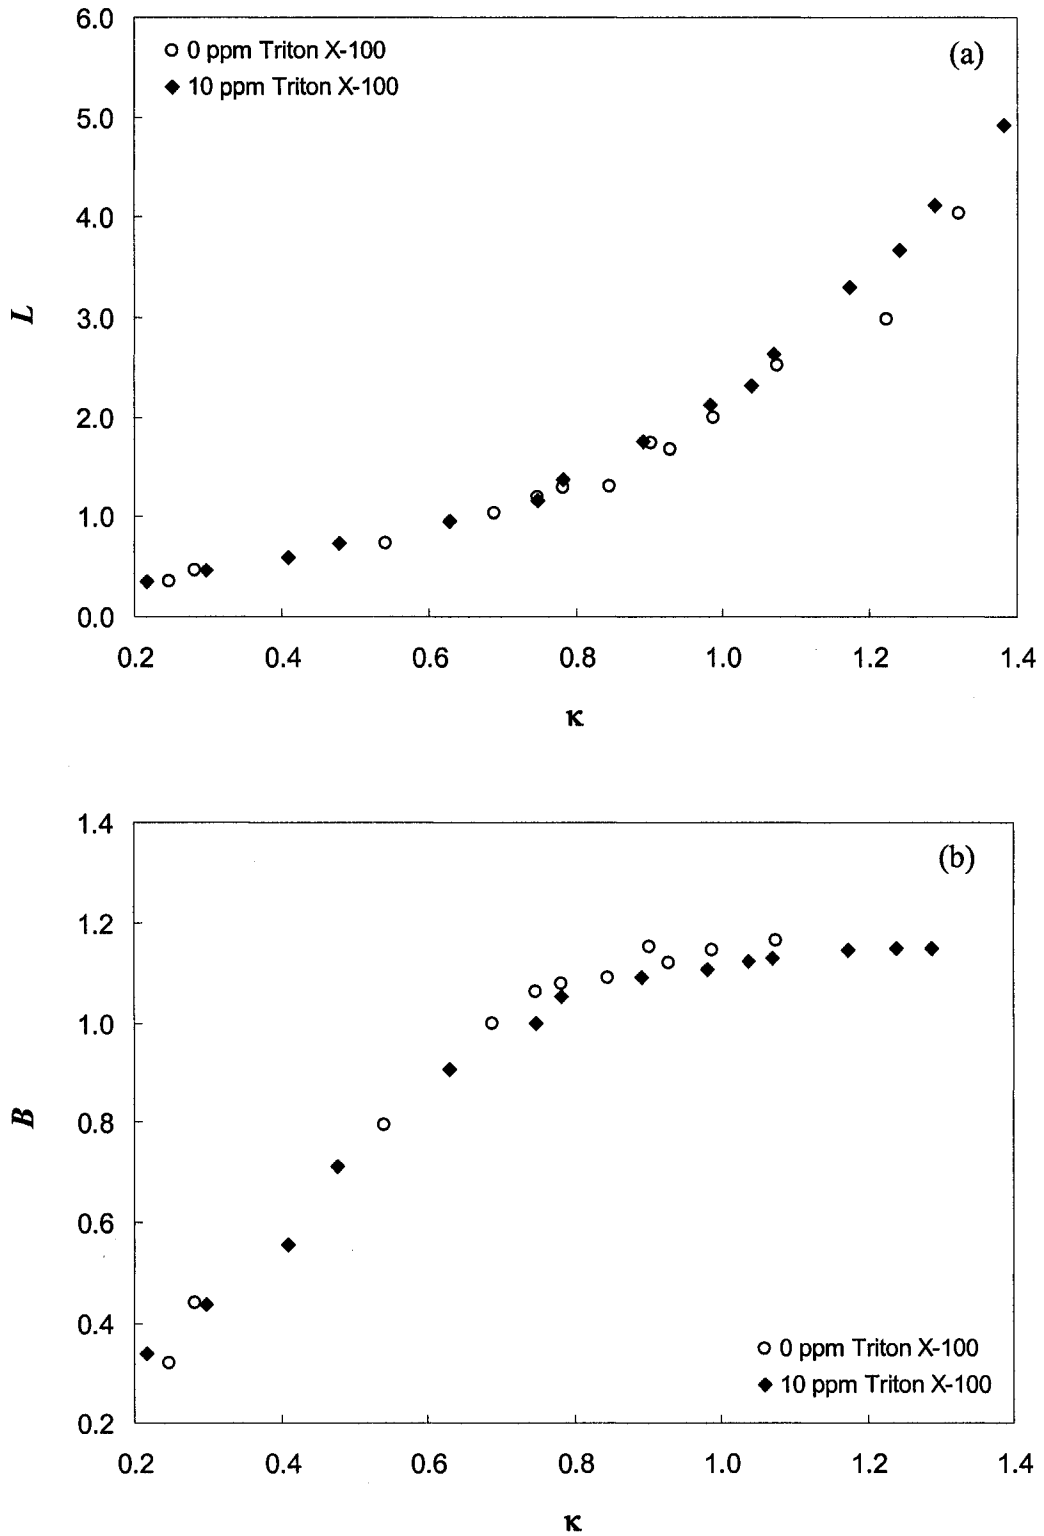 6.0
○ 0 ppm Triton X-100
(a)
◆ 10 ppm Triton X-100
5.0
4.0
L
3.0
2.0
1.0
0.0
0.2 0.4 0.6 0.8 1.0 1.2 1.4
κ
1.4
(b)
1.2
1.0
B
0.8
0.6
0.4
○ 0 ppm Triton X-100
◆ 10 ppm Triton X-100
0.2
0.2 0.4 0.6 0.8 1.0 1.2 1.4
κ